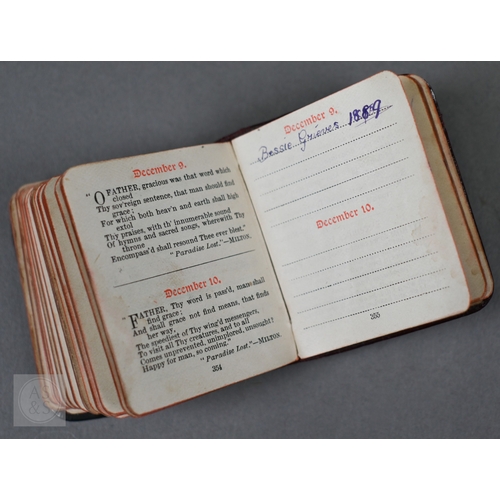 December 9.
"O FATHER, gracious was that word which
closed
Thy sov'reign sentence, that man should find
grace;
For which both heav'n and earth shall high
extol
Thy praises, with th' innumerable sound
Of hymns and sacred songs, wherewith Thy
throne
Encompass'd shall resound Thee ever blest."
"Paradise Lost."—MILTON.
December 10.
"FATHER, Thy word is pass'd, man shall
find grace;
And shall grace not find means, that finds
her way,
The speediest of Thy wing'd messengers,
To visit all Thy creatures, and to all
Comes unprevented, unimplored, unsought?
Happy for man, so coming."
"Paradise Lost."—MILTON.
354
December 9.
Bessie Grieves 1889
December 10.
355